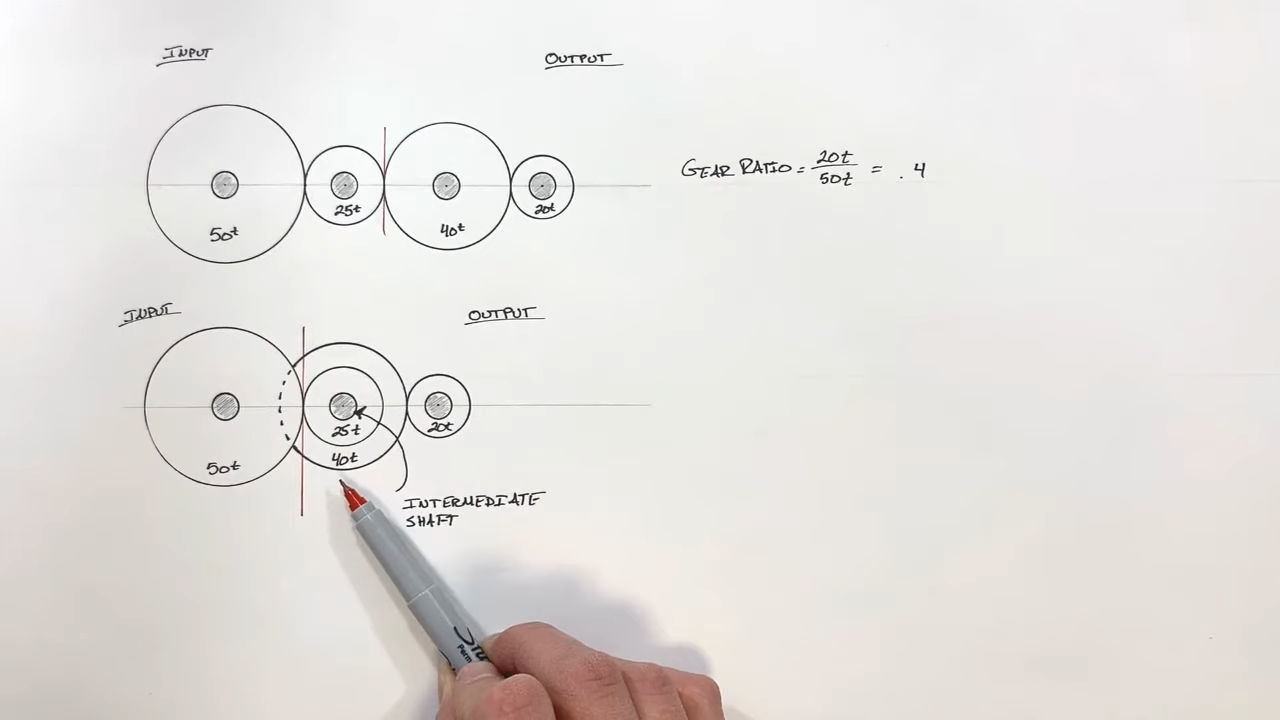 INPUT
OUTPUT
50t
25t
40t
20t
GEAR RATIO = 20t/50t = .4
INPUT
OUTPUT
50t
25t
40t
20t
INTERMEDIATE
SHAFT